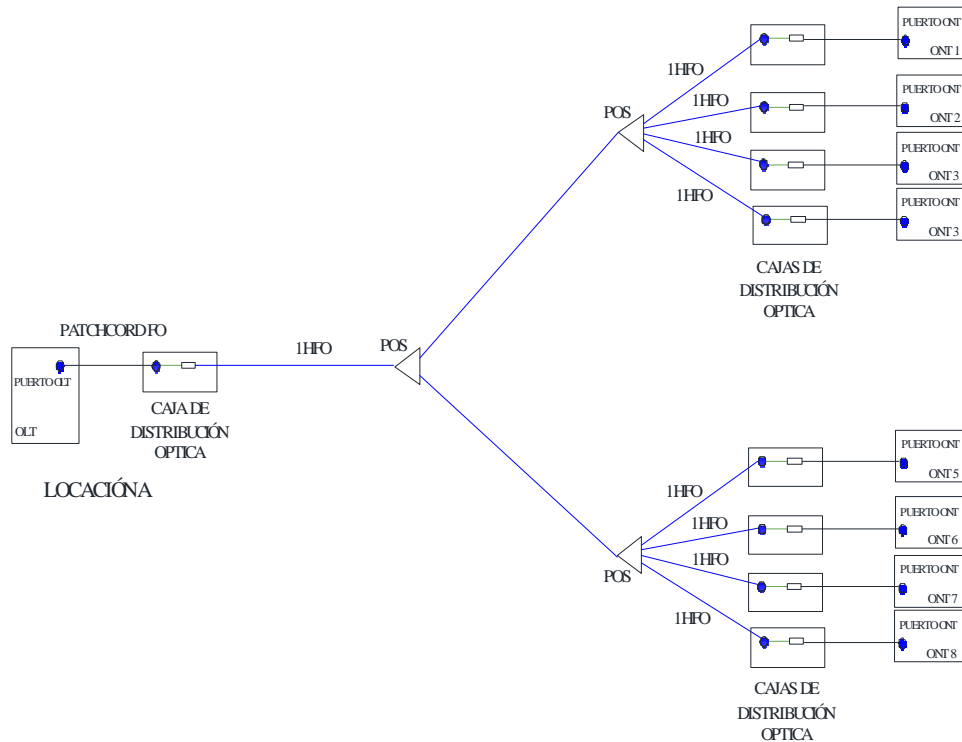 PUERTO ONT
ONT 1
1HFO
PUERTO ONT
ONT 2
1HFO
POS
1HFO
PUERTO ONT
ONT 3
1HFO
PUERTO ONT
ONT 3
CAJAS DE
DISTRIBUCIÓN
OPTICA
PATCHCORD FO
1HFO
POS
PUERTO OLT
OLT
CAJA DE
DISTRIBUCIÓN
OPTICA
LOCACIÓN A
PUERTO ONT
ONT 5
1HFO
PUERTO ONT
ONT 6
1HFO
1HFO
POS
PUERTO ONT
ONT 7
1HFO
PUERTO ONT
ONT 8
CAJAS DE
DISTRIBUCIÓN
OPTICA